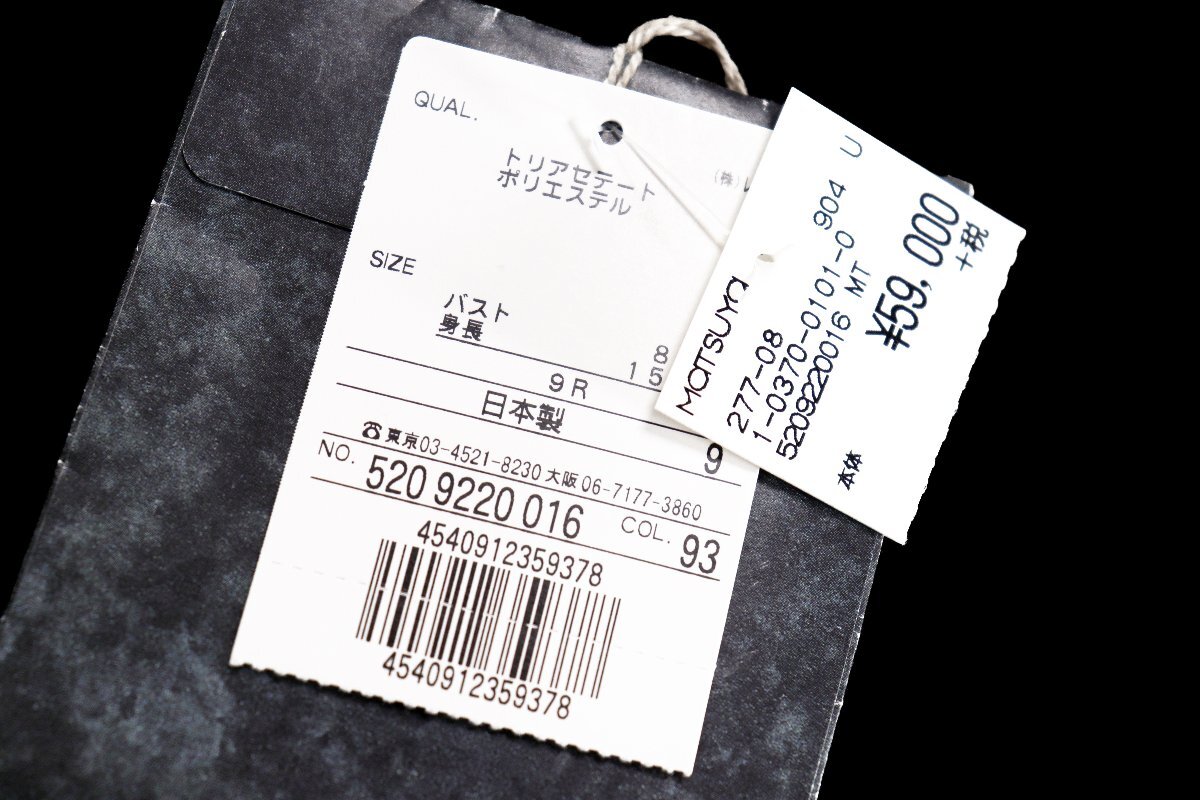 QUAL.
トリアセテート
ポリエステル
(株)
SIZE
バスト 8
身長 15
9R
日本製
9
☎東京03-4521-8230 大阪 06-7177-3860
NO. 520 9220 016 COL. 93
4540912359378
4540912359378
MATSUYA
277-08
1-0370-0101-0 904 U
5209220016 MT
本体 ¥59,000
+税